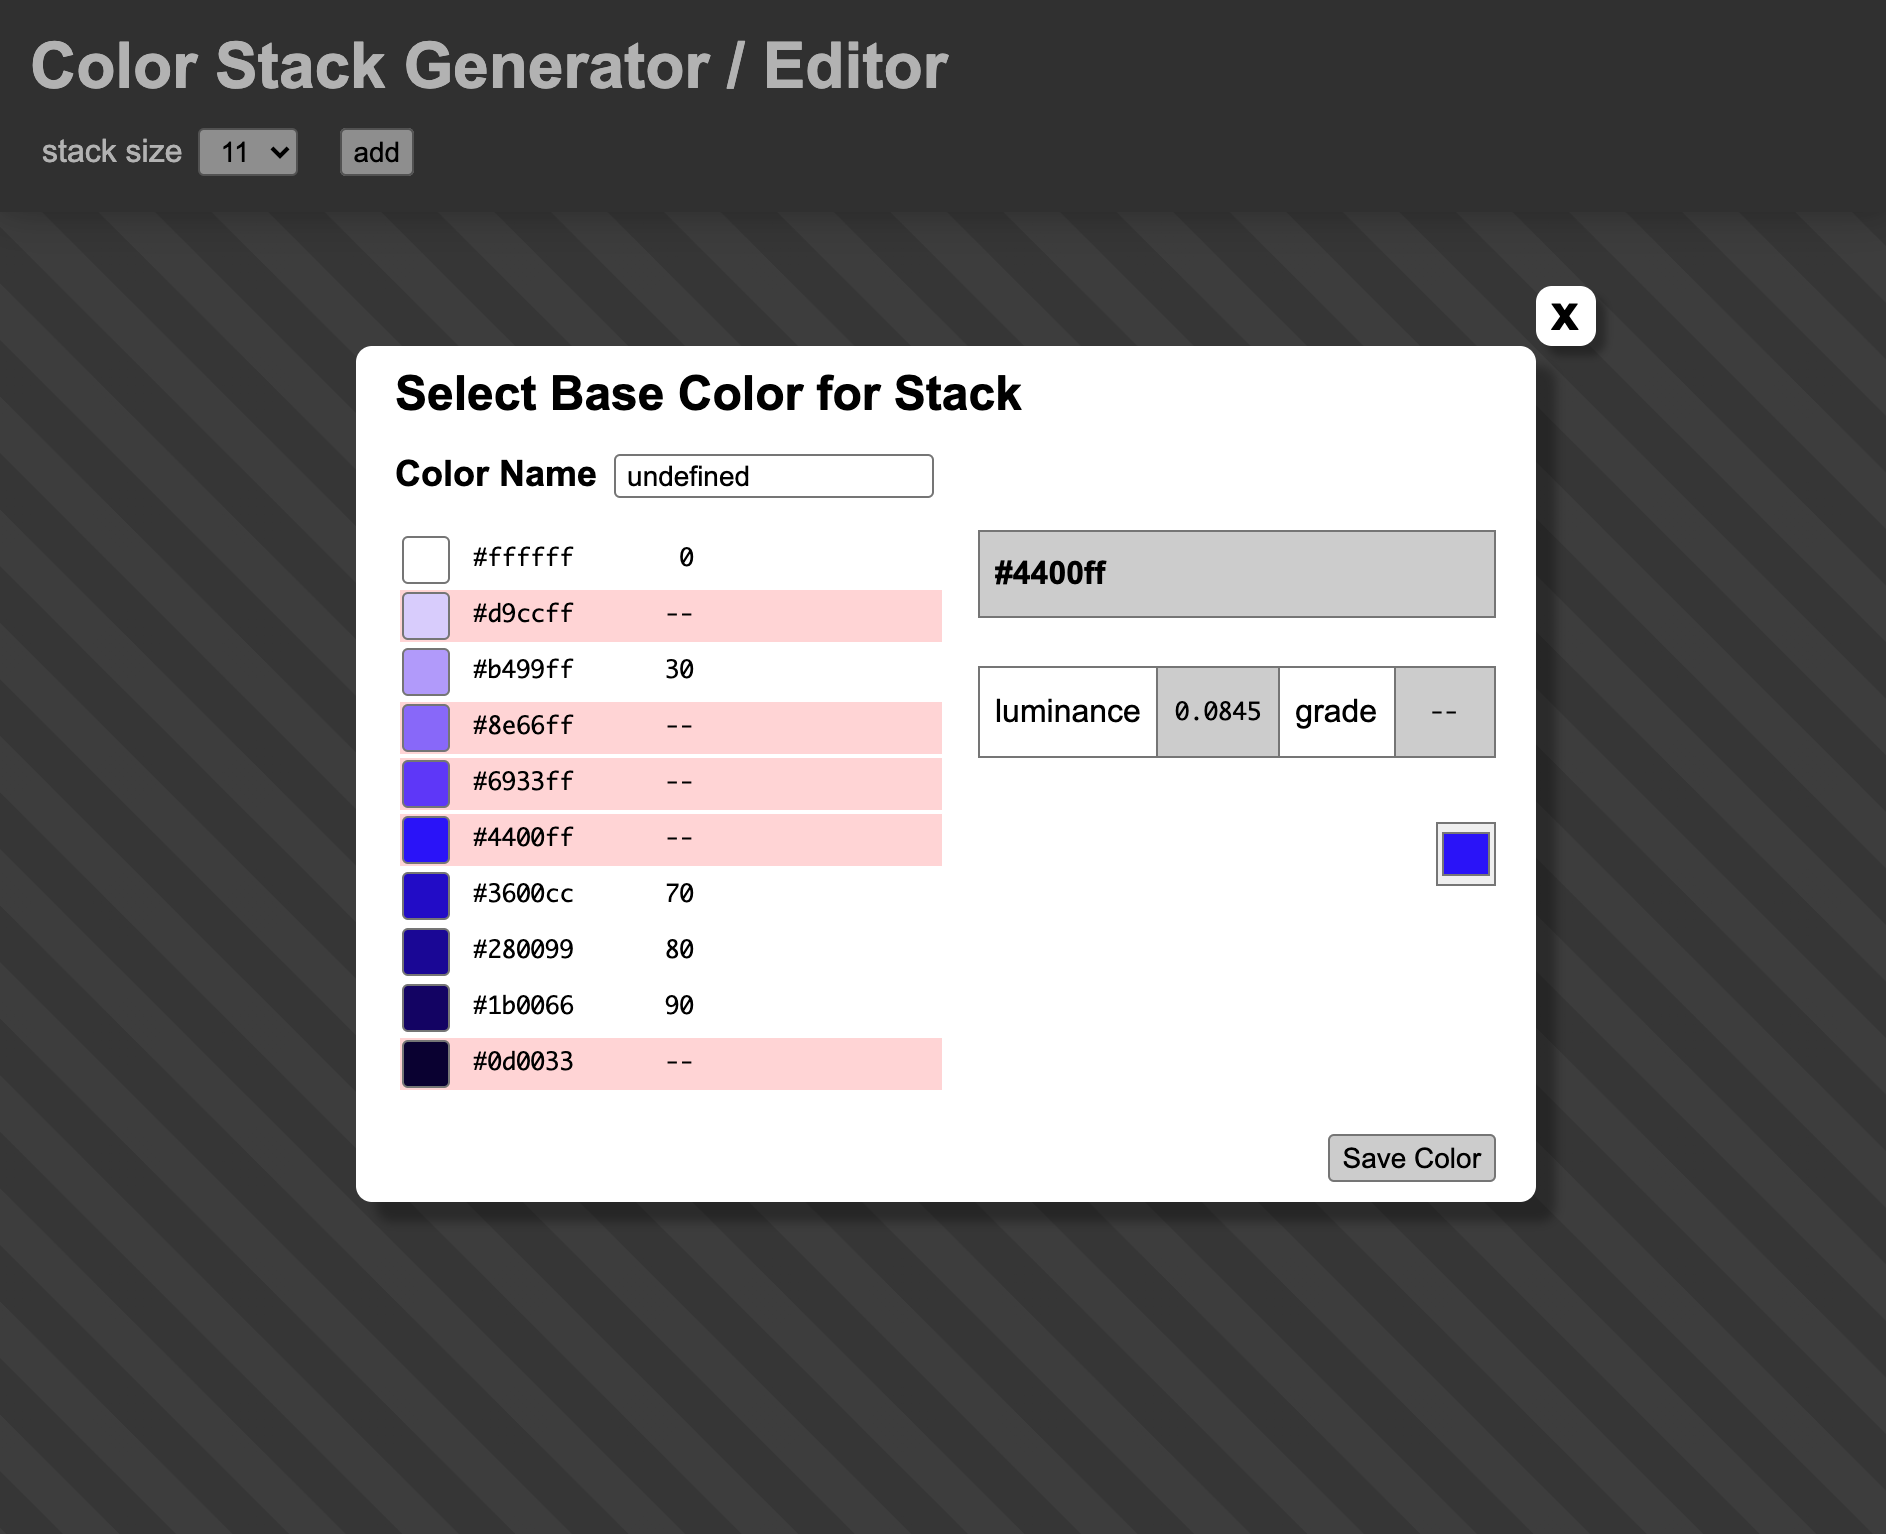 Color Stack Generator / Editor
stack size 11 add
X
Select Base Color for Stack
Color Name undefined
#ffffff 0
#d9ccff --
#b499ff 30
#8e66ff --
#6933ff --
#4400ff --
#3600cc 70
#280099 80
#1b0066 90
#0d0033 --
#4400ff
luminance 0.0845 grade --
Save Color